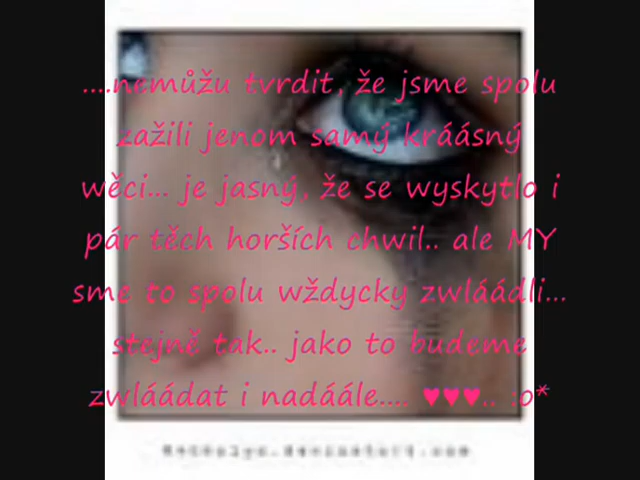 ....nemůžu tvrdit, že jsme spolu
zažili jenom samý kráásný
wěci... je jasný, že se wyskytlo i
pár těch horších chwil.. ale MY
sme to spolu wždycky zwláádli...
stejně tak.. jako to budeme
zwláádat i nadáále.... ♥♥♥.. :o*